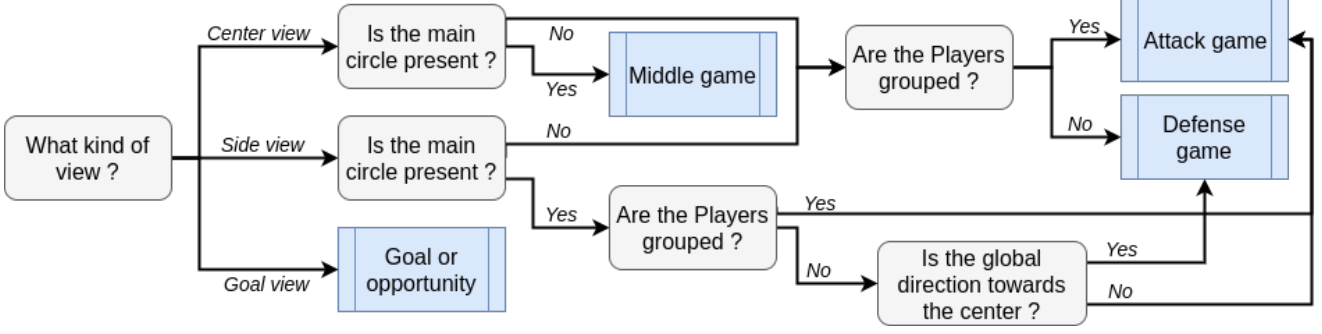 Center view
Is the main
circle present ?
No
Yes
Middle game
Are the Players
grouped ?
Yes
Attack game
No
Defense
game
What kind of
view ?
Side view
Is the main
circle present ?
No
Yes
Are the Players
grouped ?
Yes
No
Is the global
direction towards
the center ?
Yes
No
Goal view
Goal or
opportunity